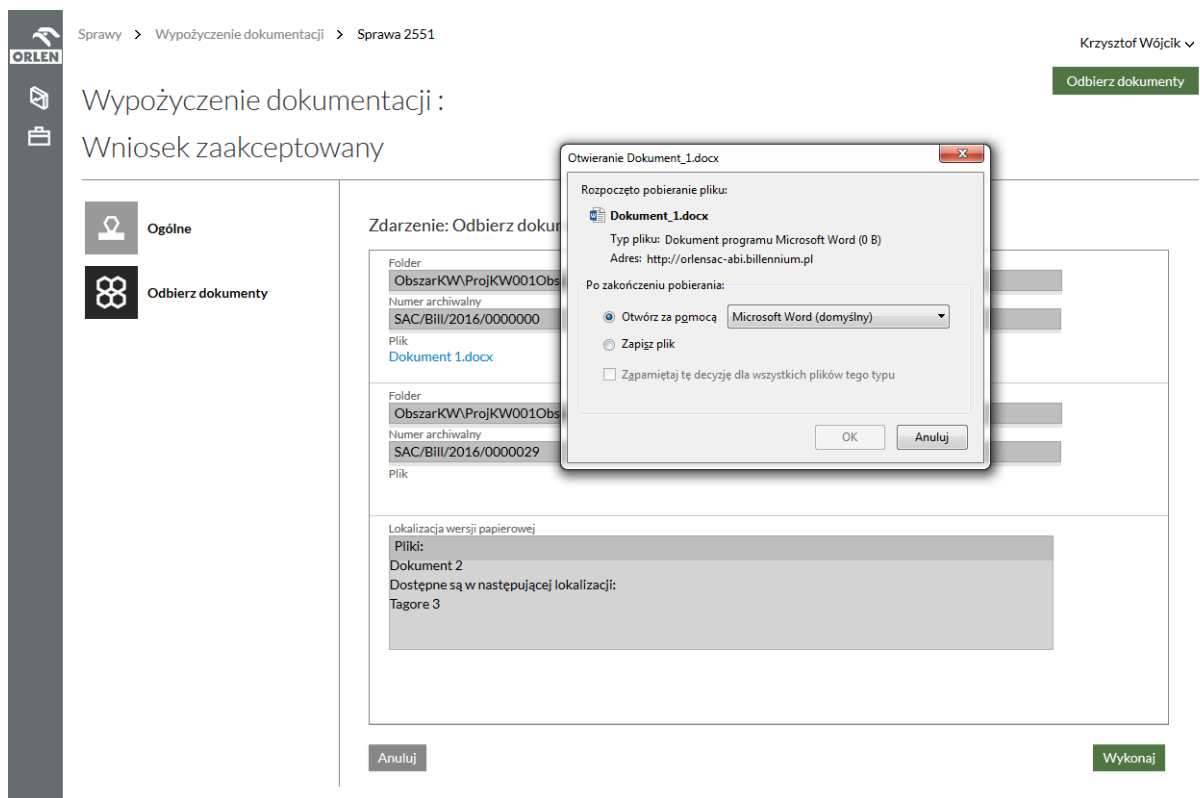 ORLEN
Sprawy > Wypożyczenie dokumentacji > Sprawa 2551
Krzysztof Wójcik
Odbierz dokumenty
Wypożyczenie dokumentacji :
Wniosek zaakceptowany
Ogólne
Odbierz dokumenty
Zdarzenie: Odbierz
Folder
ObszarKW\ProjKW001Obs
Numer archiwalny
SAC/Bill/2016/0000000
Plik
Dokument 1.docx
Folder
ObszarKW\ProjKW001Obs
Numer archiwalny
SAC/Bill/2016/0000029
Plik
Lokalizacja wersji papierowej
Pliki:
Dokument 2
Dostępne są w następującej lokalizacji:
Tagore 3
Anuluj
Wykonaj
Otwieranie Dokument_1.docx
Rozpoczęto pobieranie pliku:
Dokument_1.docx
Typ pliku: Dokument programu Microsoft Word (0 B)
Adres: http://orlensac-abi.billennium.pl
Po zakończeniu pobierania:
Otwórz za pomocą Microsoft Word (domyślny)
Zapisz plik
Zapamiętaj tę decyzję dla wszystkich plików tego typu
OK
Anuluj